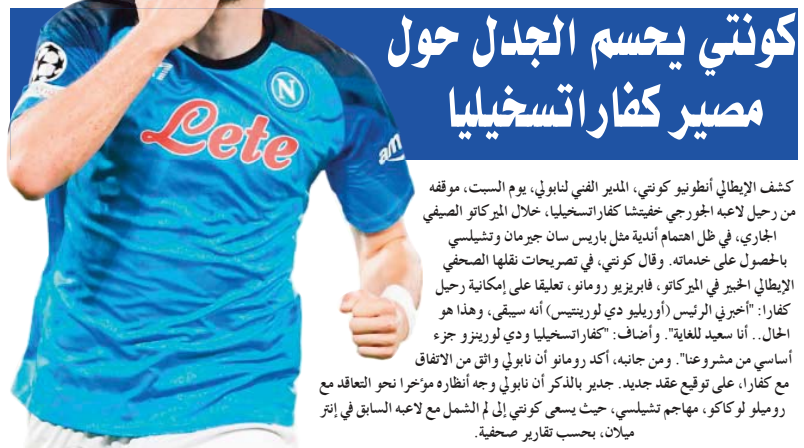 كونتي يحسم الجدل حول
مصير كفاراتسخيليا
كشف الإيطالي أنطونيو كونتي، المدير الفني لنابولي، يوم السبت، موقفه
من رحيل لاعبه الجورجي خفيتشا كفاراتسخيليا، خلال الميركاتو الصيفي
الجاري، في ظل اهتمام أندية مثل باريس سان جيرمان وتشيلسي
بالحصول على خدماته. وقال كونتي، في تصريحات نقلها الصحفي
الإيطالي الخبير في الميركاتو، فابريزيو رومانو، تعليقا على إمكانية رحيل
كفارا: "أخبرني الرئيس (أوريليو دي لورينتيس) أنه سيبقى، وهذا هو
الحال.. أنا سعيد للغاية". وأضاف: "كفاراتسخيليا ودي لورينزو جزء
أساسي من مشروعنا". ومن جانبه، أكد رومانو أن نابولي واثق من الاتفاق
مع كفارا، على توقيع عقد جديد. جدير بالذكر أن نابولي وجه أنظاره مؤخرا نحو التعاقد مع
روميلو لوكاكو، مهاجم تشيلسي، حيث يسعى كونتي إلى لم الشمل مع لاعبه السابق في إنتر
ميلان، بحسب تقارير صحفية.
N
Lete
am